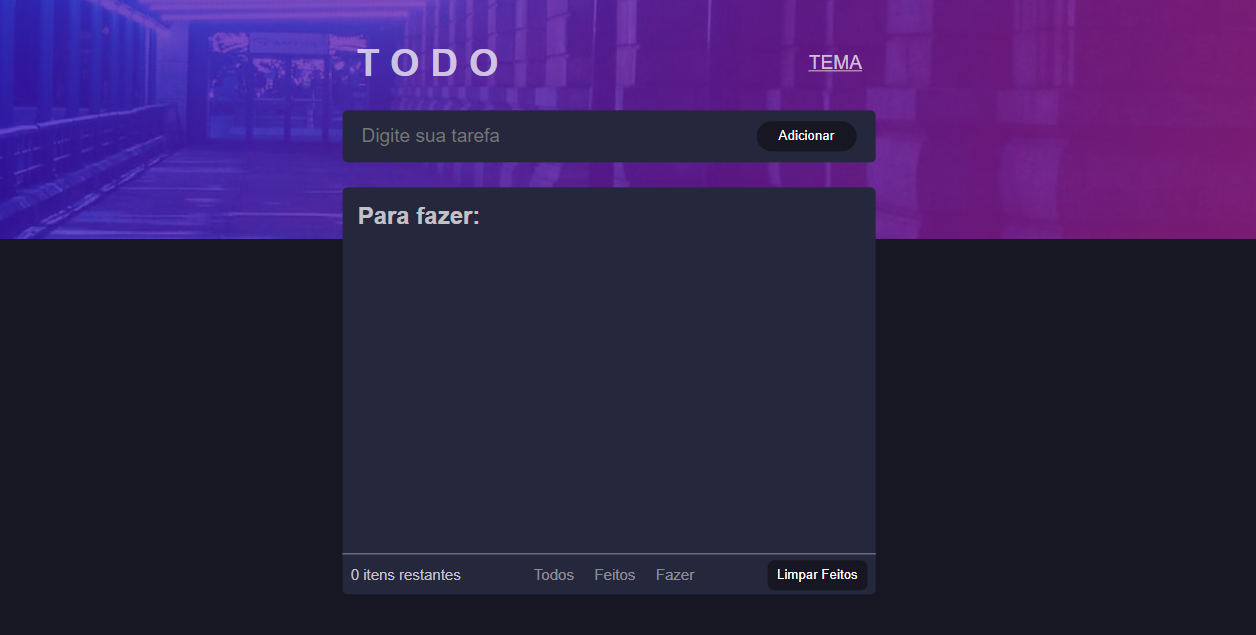 TODO
TEMA
Digite sua tarefa
Adicionar
Para fazer:
0 itens restantes
Todos
Feitos
Fazer
Limpar Feitos